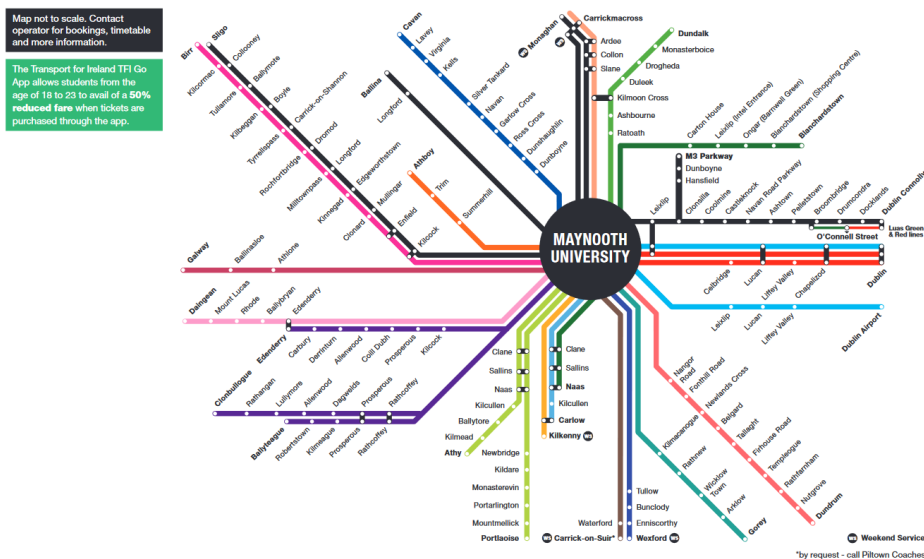 Map not to scale. Contact
operator for bookings, timetable
and more information.
The Transport for Ireland TFI Go
App allows students from the
age of 18 to 23 to avail of a 50%
reduced fare when tickets are
purchased through the app.
Birr
Kilcormac
Tullamore
Kilbeggan
Tyrrellspass
Rochfortbridge
Milltownpass
Kinnegad
Clonard
Sligo
Collooney
Ballymote
Boyle
Carrick-on-Shannon
Dromod
Longford
Edgeworthstown
Mullingar
Enfield
Kilcock
Ballina
Longford
Athboy
Trim
Summerhill
Cavan
Lavey
Virginia
Kells
Silver Tankard
Navan
Garlow Cross
Ross Cross
Dunshaughlin
Dunboyne
Monaghan
WS
WS
Carrickmacross
Ardee
Collon
Slane
Dundalk
Monasterboice
Drogheda
Duleek
Kilmoon Cross
Ashbourne
Ratoath
Carton House
Leixlip (Intel Entrance)
Ongar (Barnwell Green)
Blanchardstown (Shopping Centre)
Blanchardstown
M3 Parkway
Dunboyne
Hansfield
Leixlip
Clonsilla
Coolmine
Castleknock
Navan Road Parkway
Ashtown
Pelletstown
Broombridge
Drumcondra
Docklands
Dublin Connolly
O'Connell Street
Luas Green
& Red lines
MAYNOOTH
UNIVERSITY
Celbridge
Lucan
Liffey Valley
Chapelizod
Dublin
Leixlip
Lucan
Liffey Valley
Dublin Airport
Galway
Ballinasloe
Athlone
Daingean
Mount Lucas
Rhode
Ballybryan
Edenderry
Edenderry
Carbury
Derrinturn
Allenwood
Coill Dubh
Prosperous
Kilcock
Clonbullogue
Rathangan
Lullymore
Allenwood
Dagwelds
Prosperous
Rathcoffey
Ballyteague
Robertstown
Kilmeague
Prosperous
Rathcoffey
Clane
Sallins
Naas
Kilcullen
Ballytore
Kilmead
Athy
Newbridge
Kildare
Monasterevin
Portarlington
Mountmellick
Portlaoise
Clane
Sallins
Naas
Kilcullen
Carlow
Kilkenny WS
Waterford
WS Carrick-on-Suir*
Tullow
Bunclody
Enniscorthy
Wexford WS
Kilmacanogue
Rathnew
Wicklow
Town
Arklow
Gorey
Nangor
Road
Fonthill Road
Newlands Cross
Belgard
Tallaght
Firhouse Road
Templeogue
Rathfarnham
Nutgrove
Dundrum
WS Weekend Service
*by request - call Piltown Coaches